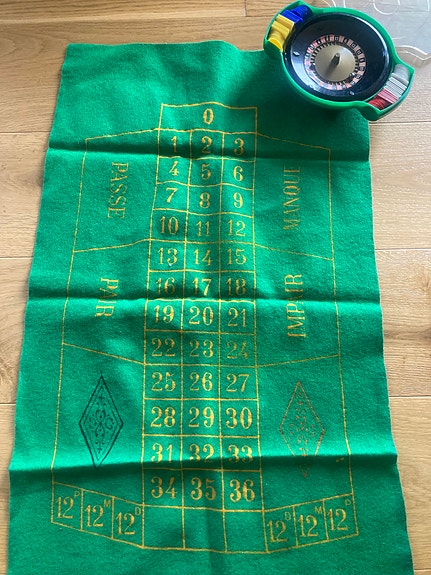 0
1 2 3
4 5 6
PASSE
7 8 9
MANQUE
10 11 12
13 14 15
PAIR
16 17 18
IMPAIR
19 20 21
22 23 24
25 26 27
28 29 30
31 32 33
34 35 36
12P 12M 12D
12D 12M 12P